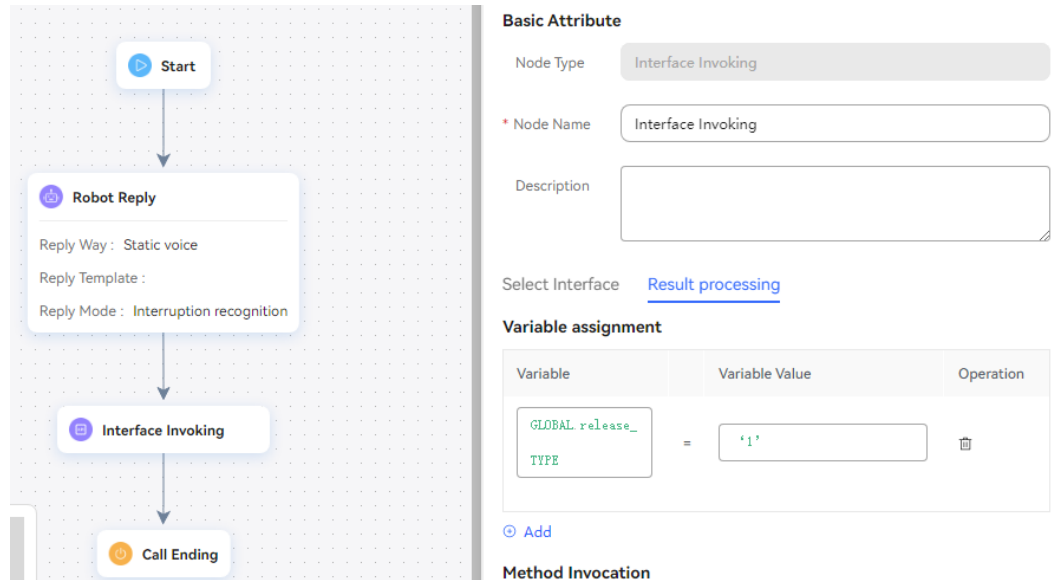 Start
Robot Reply
Reply Way : Static voice
Reply Template :
Reply Mode : Interruption recognition
Interface Invoking
Call Ending
Basic Attribute
Node Type Interface Invoking
* Node Name Interface Invoking
Description
Select Interface Result processing
Variable assignment
Variable Variable Value Operation
GLOBAL.release_
TYPE = ‘1’
Add
Method Invocation